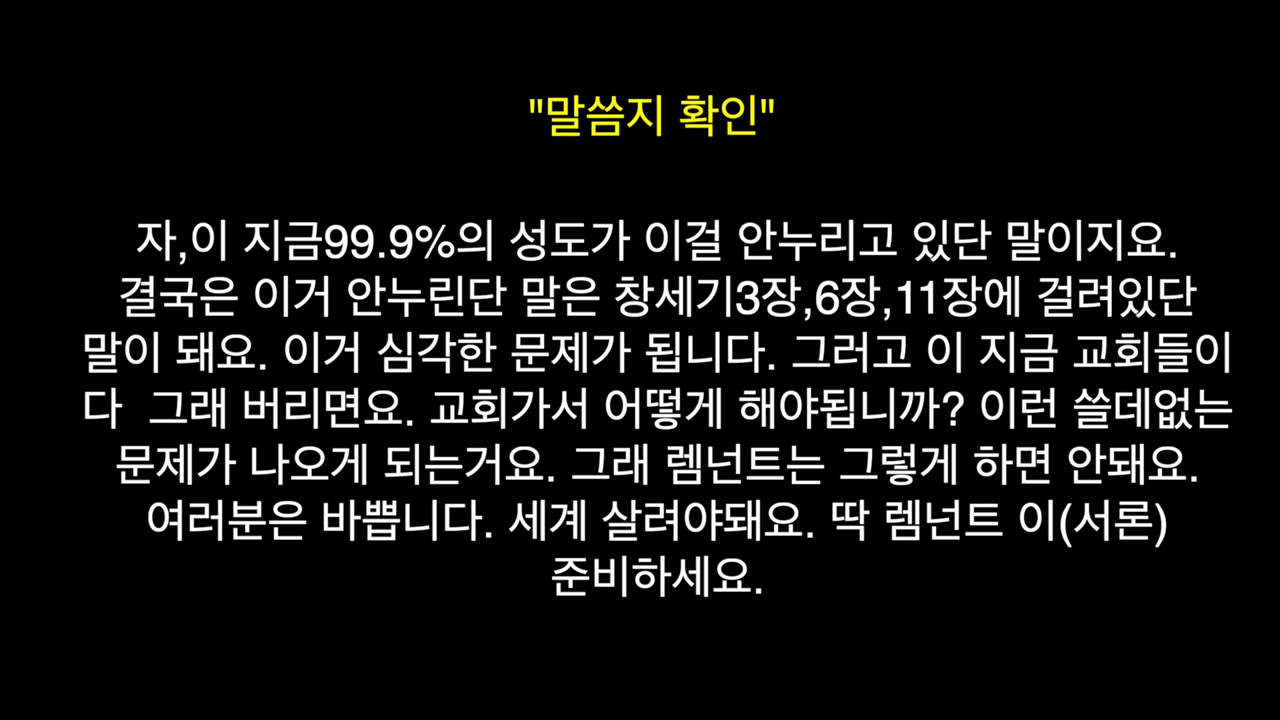 "말씀지 확인"
자,이 지금99.9%의 성도가 이걸 안누리고 있단 말이지요.
결국은 이거 안누린단 말은 창세기3장,6장,11장에 걸려있단
말이 돼요. 이거 심각한 문제가 됩니다. 그러고 이 지금 교회들이
다  그래 버리면요. 교회가서 어떻게 해야됩니까? 이런 쓸데없는
문제가 나오게 되는거요. 그래 렘넌트는 그렇게 하면 안돼요.
여러분은 바쁩니다. 세계 살려야돼요. 딱 렘넌트 이(서론)
준비하세요.